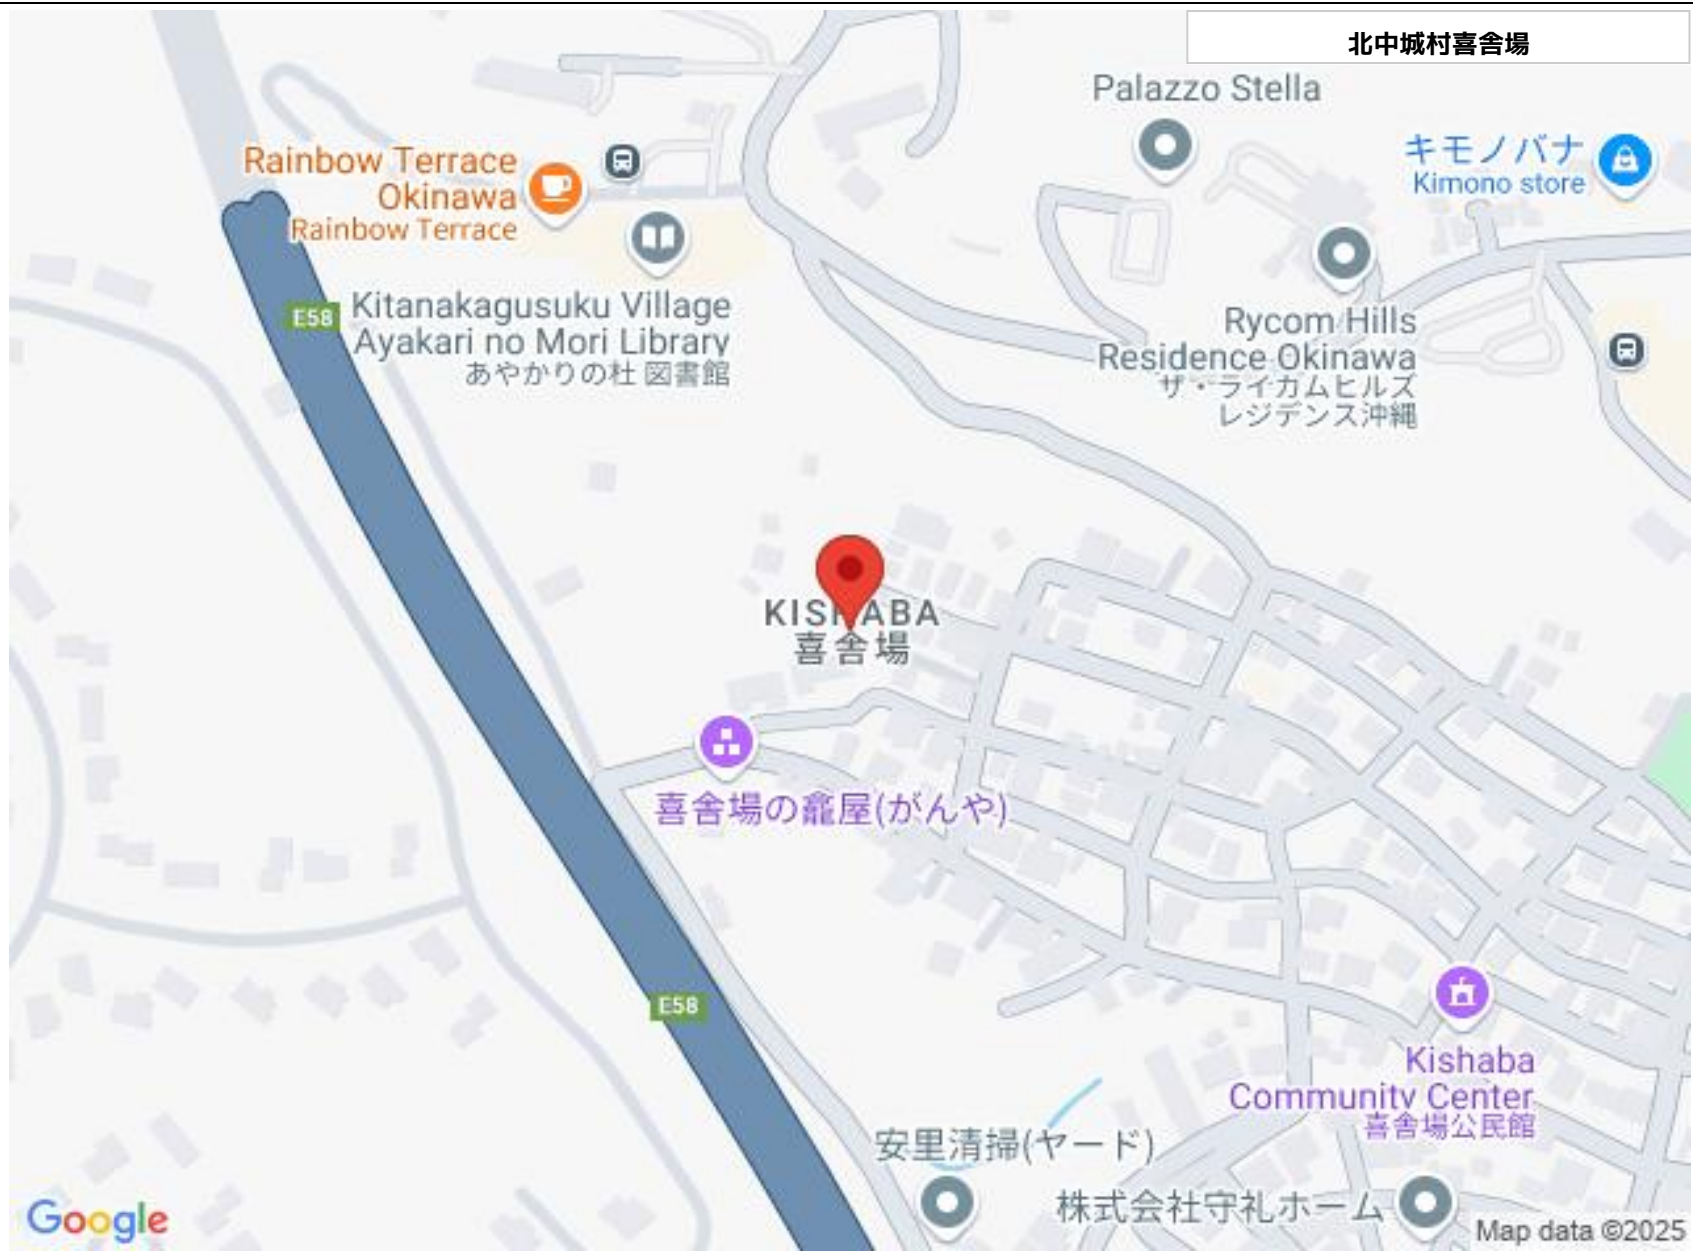 北中城村喜舎場
Palazzo Stella
キモノバナ
Kimono store
Rainbow Terrace
Okinawa
Rainbow Terrace
E58
Kitanakagusuku Village
Ayakari no Mori Library
あやかりの杜 図書館
Rycom Hills
Residence Okinawa
ザ・ライカムヒルズ
レジデンス沖縄
KISHABA
喜舎場
喜舎場の龕屋(がんや)
E58
Kishaba
Community Center
喜舎場公民館
安里清掃(ヤード)
株式会社守礼ホーム
Google
Map data ©2025